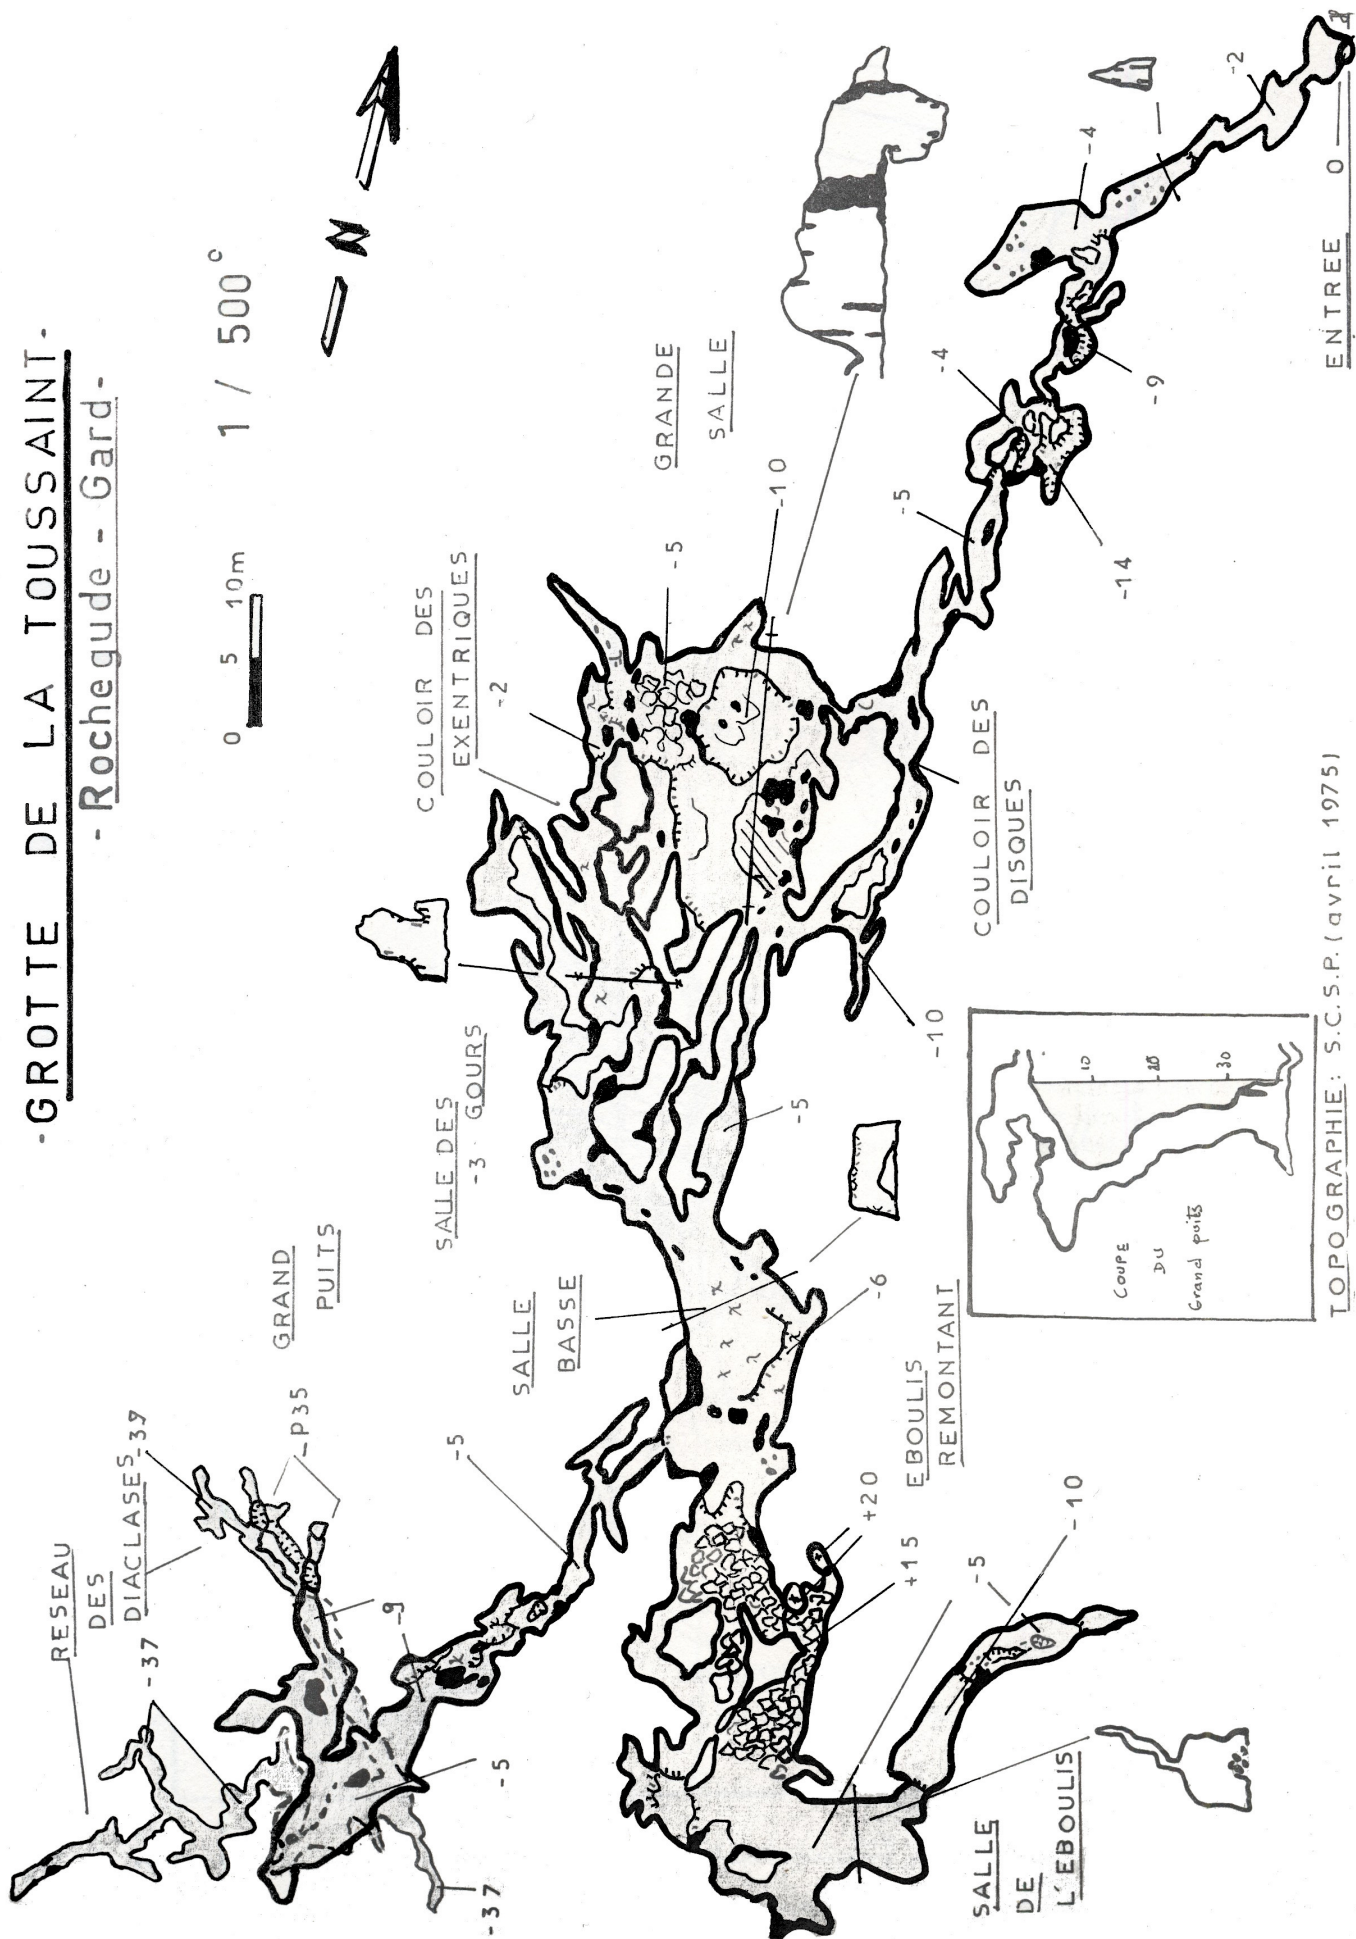 -GROTTE DE LA TOUSSAINT-
- Rochegude - Gard -
1 / 500°
0 5 10m
N
RESEAU
DES
DIACLASES
-39
-37
-P35
GRAND
PUITS
-9
-5
-37
-5
SALLE DES
-3 GOURS
COULOIR DES
EXENTRIQUES
-2
-5
GRANDE
SALLE
-10
SALLE
BASSE
-5
-6
-10
COULOIR DES
DISQUES
-5
-4
-14
-9
-4
-2
ENTREE 0
EBOULIS
REMONTANT
+20
+15
-10
-5
SALLE
DE
L'EBOULIS
10
20
30
COUPE
DU
Grand puits
TOPOGRAPHIE: S.C.S.P. (avril 1975)